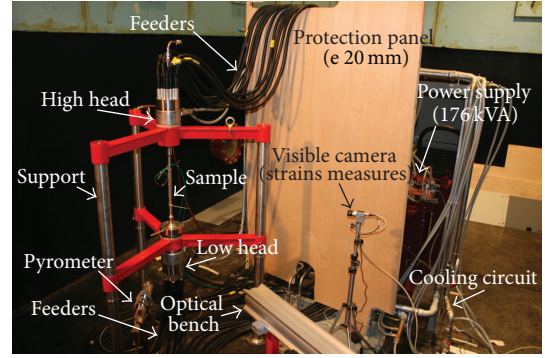 Feeders
Protection panel
(e 20 mm)
Power supply
(176 kVA)
High head
Visible camera
(strains measures)
Support
Sample
Low head
Pyrometer
Cooling circuit
Feeders
Optical
bench